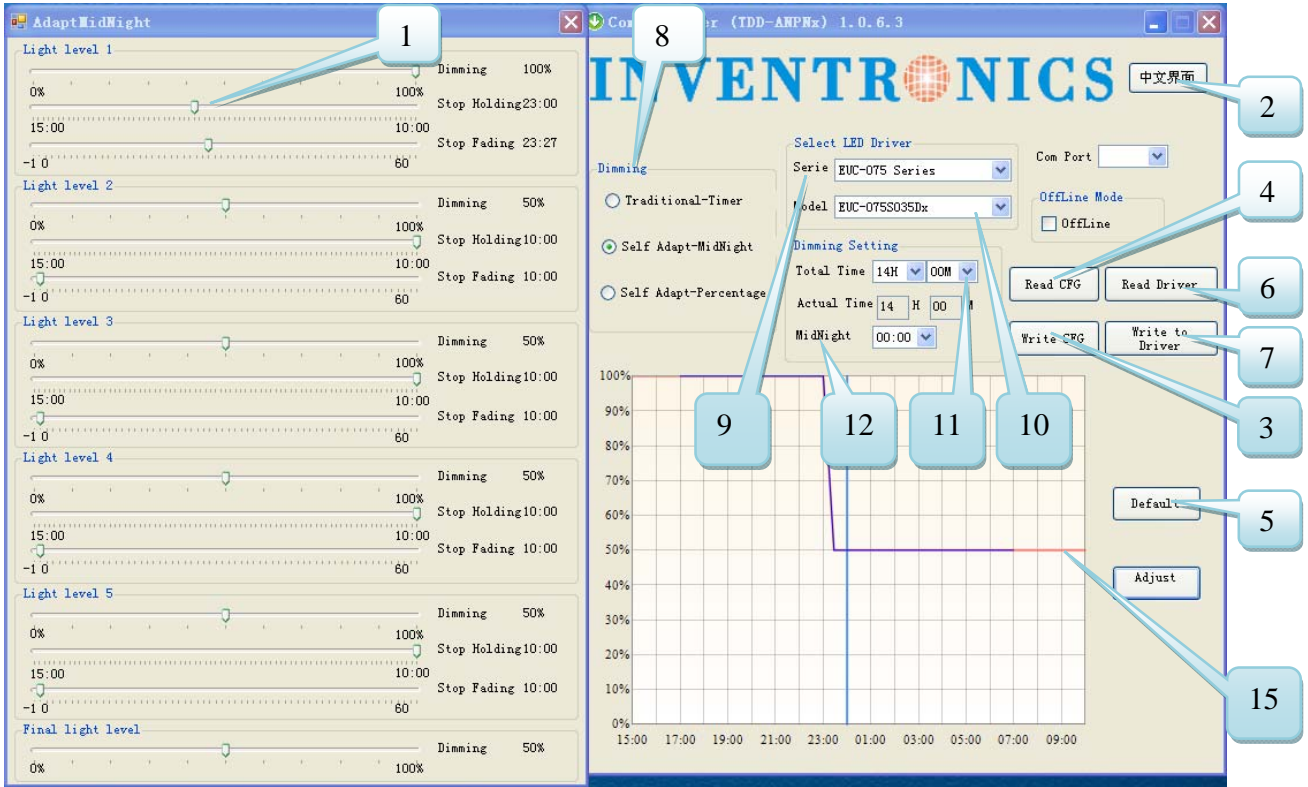 AdaptMidNight
Light level 1
Dimming 100%
0% 100%
Stop Holding23:00
15:00 10:00
Stop Fading 23:27
-1 0 60
Light level 2
Dimming 50%
0% 100%
Stop Holding10:00
15:00 10:00
Stop Fading 10:00
-1 0 60
Light level 3
Dimming 50%
0% 100%
Stop Holding10:00
15:00 10:00
Stop Fading 10:00
-1 0 60
Light level 4
Dimming 50%
0% 100%
Stop Holding10:00
15:00 10:00
Stop Fading 10:00
-1 0 60
Light level 5
Dimming 50%
0% 100%
Stop Holding10:00
15:00 10:00
Stop Fading 10:00
-1 0 60
Final light level
Dimming 50%
0% 100%
1
8
(TDD-ANPNx) 1.0.6.3
INVENTRONICS
中文界面
2
Dimming
Traditional-Timer
Self Adapt-MidNight
Self Adapt-Percentage
Select LED Driver
Serie EUC-075 Series
Model EUC-075S035Dx
Com Port
OffLine Mode
OffLine
4
Dimming Setting
Total Time 14H 00M
Actual Time 14 H 00 M
MidNight 00:00
Read CFG Read Driver
6
Write CFG Write to
Driver
7
9 12 11 10 3
100%
90%
80%
70%
60%
50%
40%
30%
20%
10%
0%
15:00 17:00 19:00 21:00 23:00 01:00 03:00 05:00 07:00 09:00
Default
5
Adjust
15